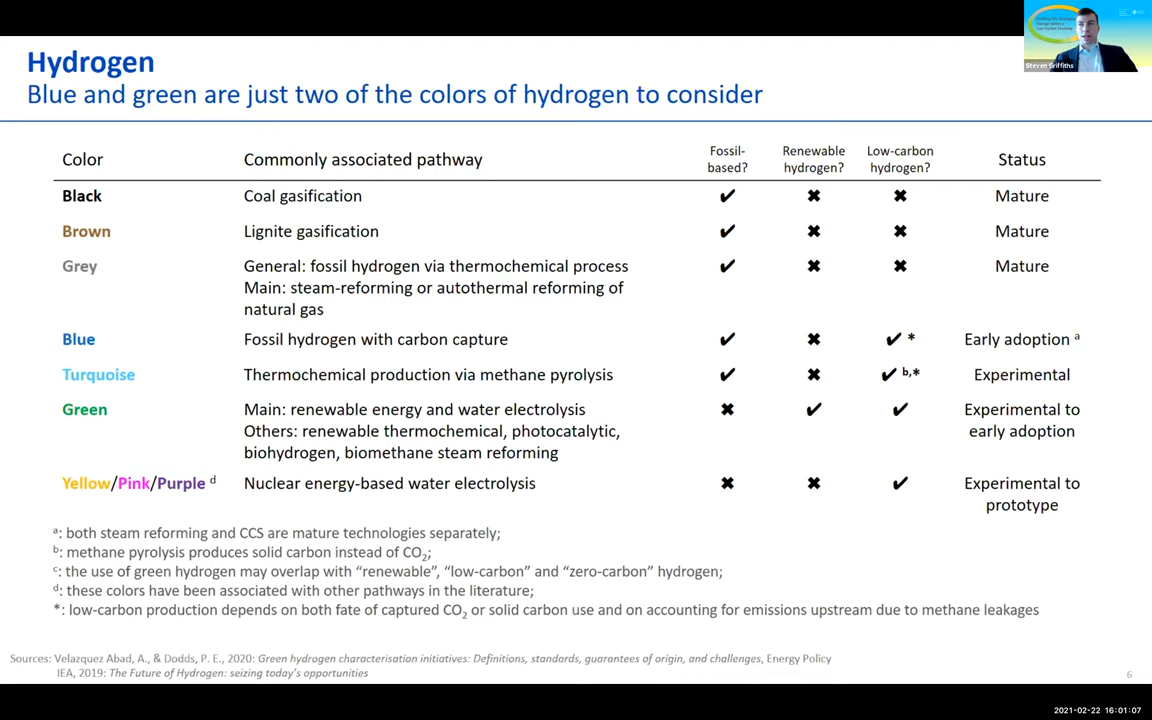 Hydrogen
Blue and green are just two of the colors of hydrogen to consider
Steven Griffiths
Color Commonly associated pathway Fossil-based? Renewable hydrogen? Low-carbon hydrogen? Status
Black Coal gasification ✔ ✖ ✖ Mature
Brown Lignite gasification ✔ ✖ ✖ Mature
Grey General: fossil hydrogen via thermochemical process ✔ ✖ ✖ Mature
Main: steam-reforming or autothermal reforming of
natural gas
Blue Fossil hydrogen with carbon capture ✔ ✖ ✔ * Early adoption ᵃ
Turquoise Thermochemical production via methane pyrolysis ✔ ✖ ✔ ᵇ,* Experimental
Green Main: renewable energy and water electrolysis ✖ ✔ ✔ Experimental to
Others: renewable thermochemical, photocatalytic, early adoption
biohydrogen, biomethane steam reforming
Yellow/Pink/Purple ᵈ Nuclear energy-based water electrolysis ✖ ✖ ✔ Experimental to
prototype
ᵃ: both steam reforming and CCS are mature technologies separately;
ᵇ: methane pyrolysis produces solid carbon instead of CO₂;
ᶜ: the use of green hydrogen may overlap with “renewable”, “low-carbon” and “zero-carbon” hydrogen;
ᵈ: these colors have been associated with other pathways in the literature;
*: low-carbon production depends on both fate of captured CO₂ or solid carbon use and on accounting for emissions upstream due to methane leakages
Sources: Velazquez Abad, A., & Dodds, P. E., 2020: Green hydrogen characterisation initiatives: Definitions, standards, guarantees of origin, and challenges, Energy Policy
IEA, 2019: The Future of Hydrogen: seizing today’s opportunities
6
2021-02-22 16:01:07